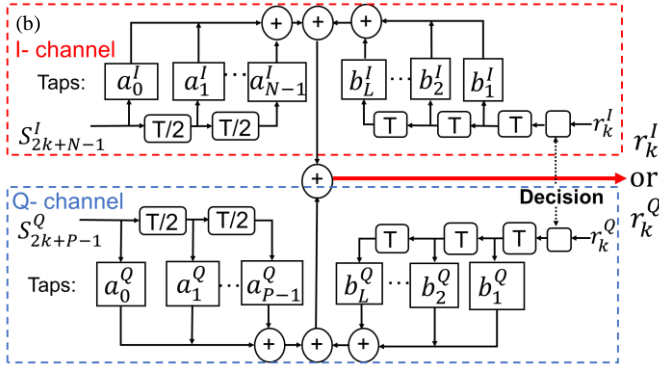 (b)
I- channel
Taps: a_0^I a_1^I ··· a_{N-1}^I b_L^I ··· b_2^I b_1^I
S_{2k+N-1}^I T/2 T/2 T T T r_k^I
r_k^I
or
r_k^Q
Decision
Q- channel
S_{2k+P-1}^Q T/2 T/2 T T T r_k^Q
Taps: a_0^Q a_1^Q ··· a_{P-1}^Q b_L^Q ··· b_2^Q b_1^Q